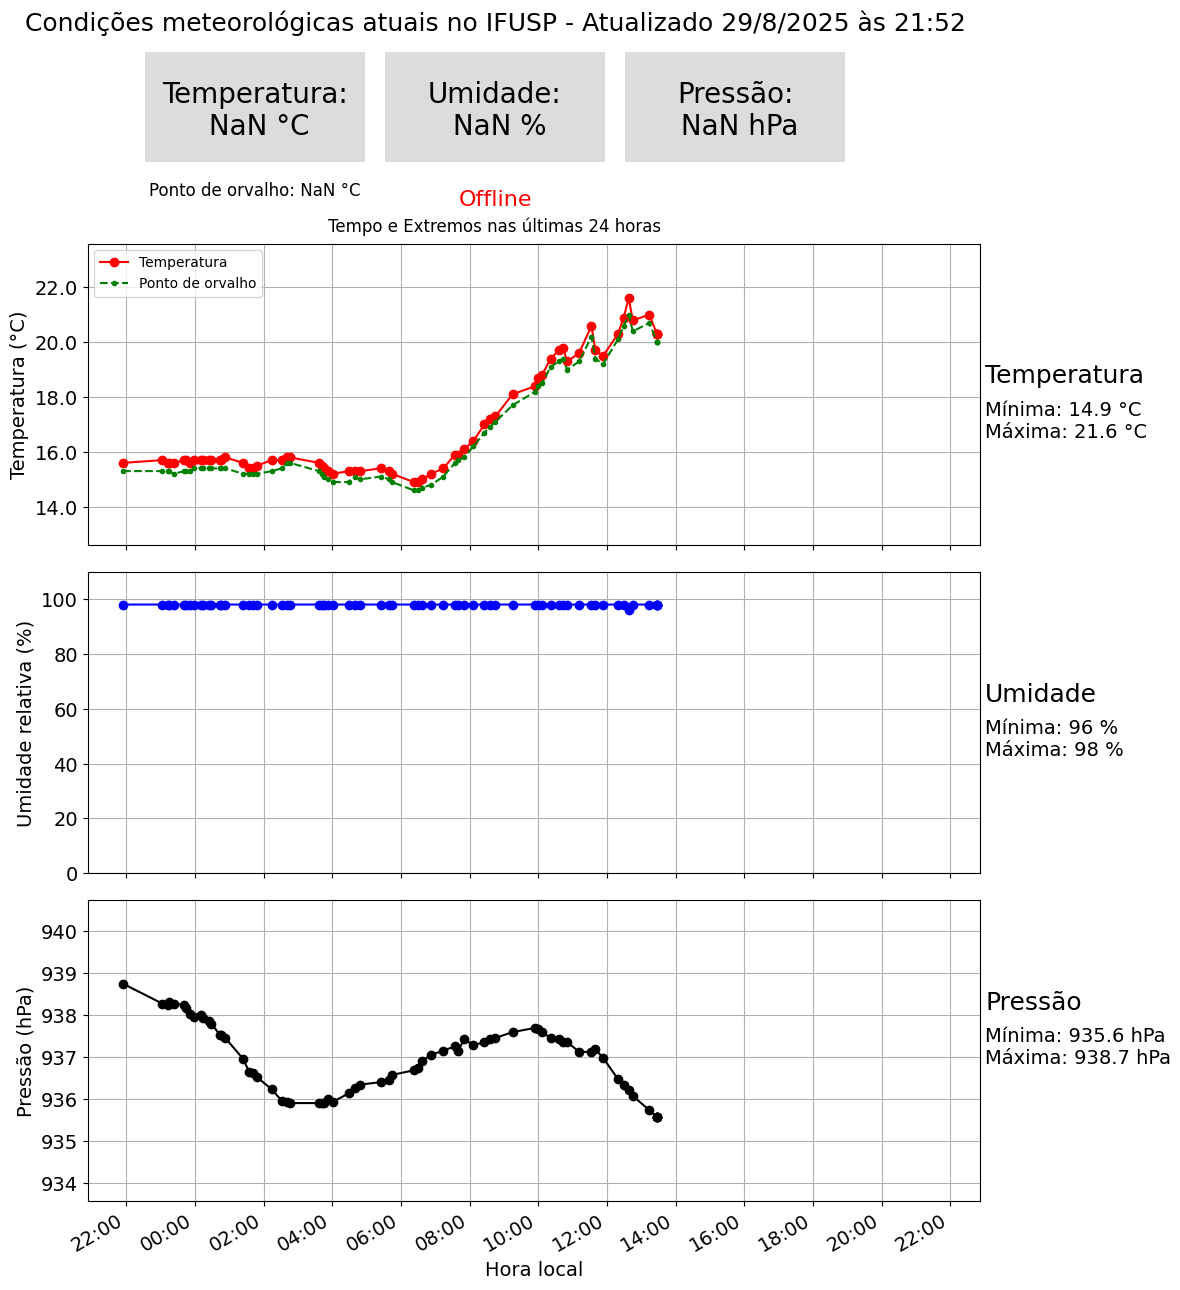 Condições meteorológicas atuais no IFUSP - Atualizado 29/8/2025 às 21:52
Temperatura:
NaN °C
Umidade:
NaN %
Pressão:
NaN hPa
Ponto de orvalho: NaN °C
Offline
Tempo e Extremos nas últimas 24 horas
Temperatura
Ponto de orvalho
Temperatura (°C)
22.0
20.0
18.0
16.0
14.0
Temperatura
Mínima: 14.9 °C
Máxima: 21.6 °C
Umidade relativa (%)
100
80
60
40
20
0
Umidade
Mínima: 96 %
Máxima: 98 %
Pressão (hPa)
940
939
938
937
936
935
934
Pressão
Mínima: 935.6 hPa
Máxima: 938.7 hPa
22:00
00:00
02:00
04:00
06:00
08:00
10:00
12:00
14:00
16:00
18:00
20:00
22:00
Hora local